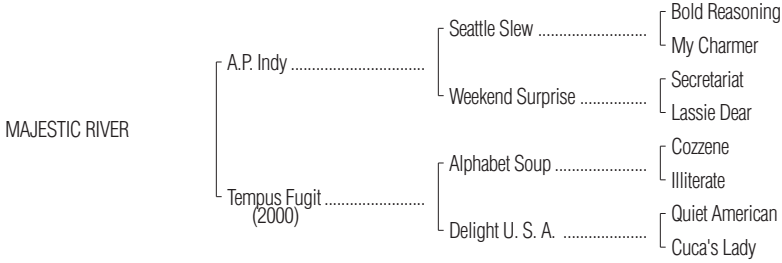 Bold Reasoning
Seattle Slew ..........................
My Charmer
A.P. Indy ................................
Secretariat
Weekend Surprise ................
Lassie Dear
MAJESTIC RIVER
Cozzene
Alphabet Soup ......................
Illiterate
Tempus Fugit ........................
(2000)
Quiet American
Delight U. S. A. ....................
Cuca's Lady